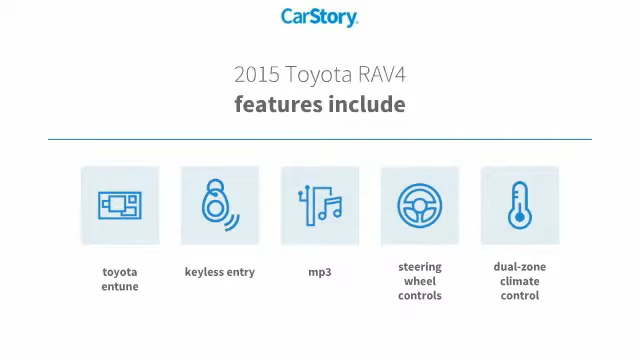 CarStory
2015 Toyota RAV4
features include
toyota
entune
keyless entry
mp3
steering
wheel
controls
dual-zone
climate
control